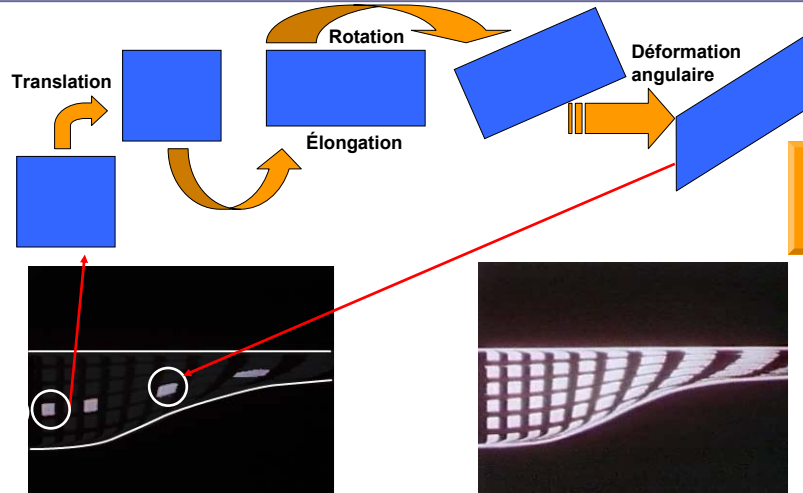 Rotation
Translation
Déformation
angulaire
Élongation